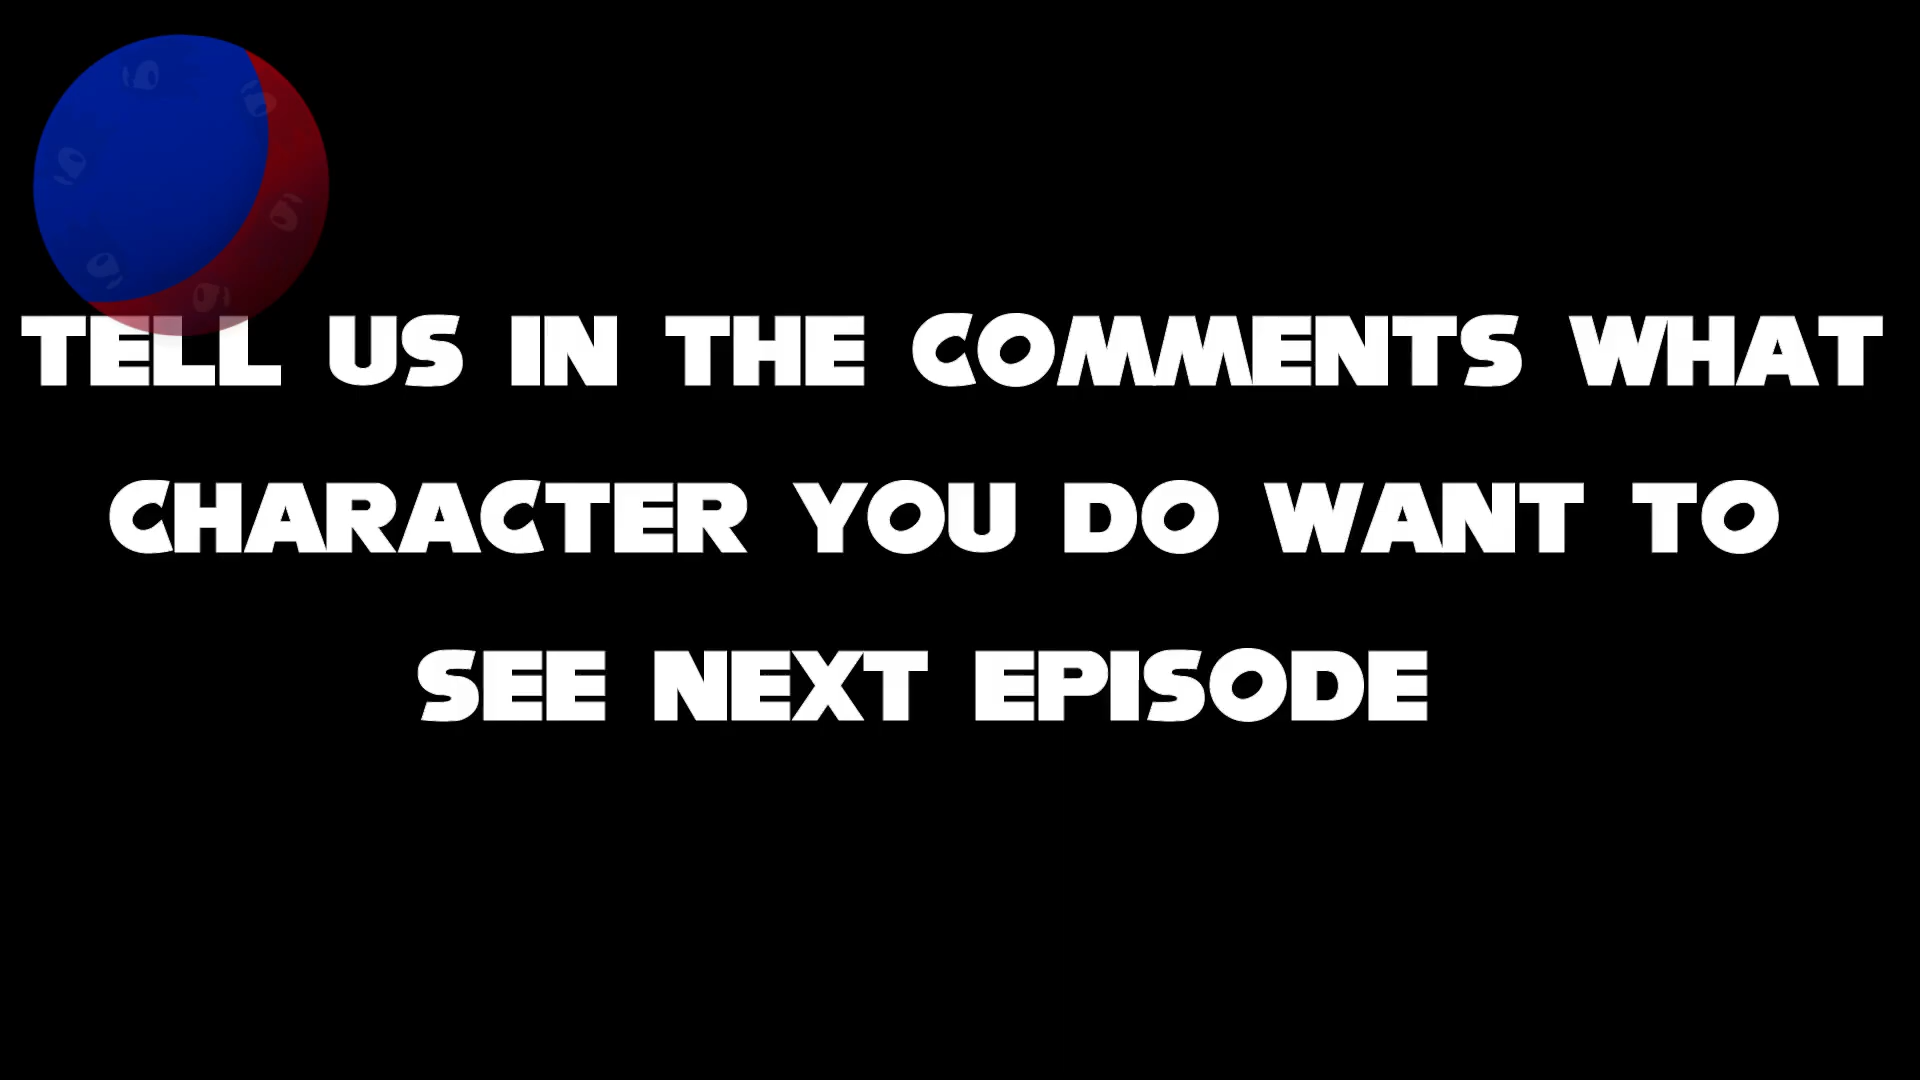 TELL US IN THE COMMENTS WHAT
CHARACTER YOU DO WANT TO
SEE NEXT EPISODE